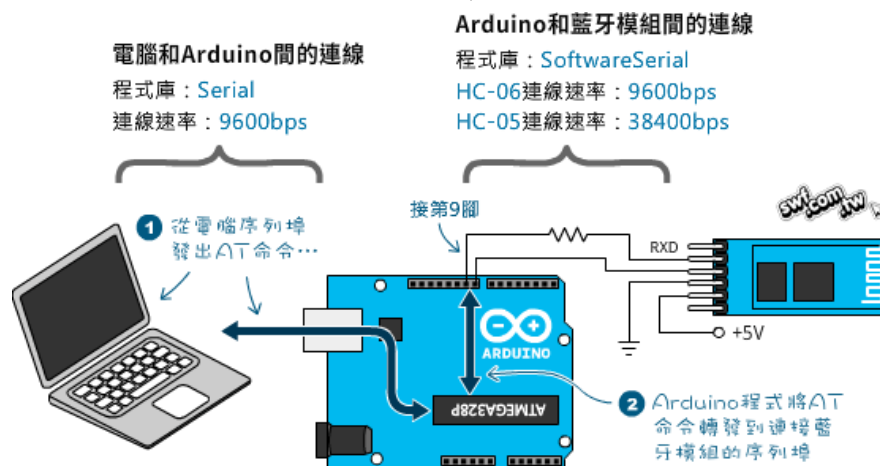 電腦和Arduino間的連線
程式庫：Serial
連線速率：9600bps
Arduino和藍牙模組間的連線
程式庫：SoftwareSerial
HC-06連線速率：9600bps
HC-05連線速率：38400bps
1 從電腦序列埠
發出AT命令…
接第9腳
RXD
swf.com.tw
+5V
ARDUINO
ATMEGA328P
2 Arduino程式將AT
命令轉發到連接藍
牙模組的序列埠